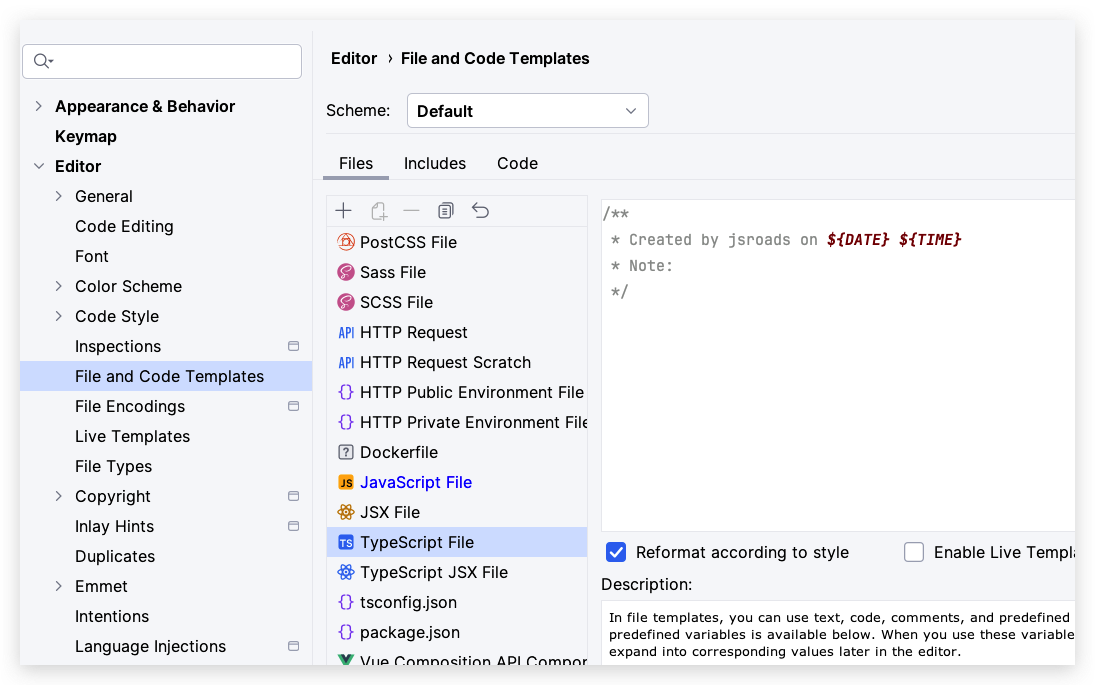 Editor › File and Code Templates
Appearance & Behavior
Keymap
Editor
General
Code Editing
Font
Color Scheme
Code Style
Inspections
File and Code Templates
File Encodings
Live Templates
File Types
Copyright
Inlay Hints
Duplicates
Emmet
Intentions
Language Injections
Scheme: Default
Files Includes Code
PostCSS File
Sass File
SCSS File
API HTTP Request
API HTTP Request Scratch
{} HTTP Public Environment File
{} HTTP Private Environment File
? Dockerfile
JS JavaScript File
JSX File
TS TypeScript File
TypeScript JSX File
{} tsconfig.json
{} package.json
Vue Composition API Compon
/**
* Created by jsroads on ${DATE} ${TIME}
* Note:
*/
Reformat according to style
Enable Live Templa
Description:
In file templates, you can use text, code, comments, and predefined
predefined variables is available below. When you use these variable
expand into corresponding values later in the editor.